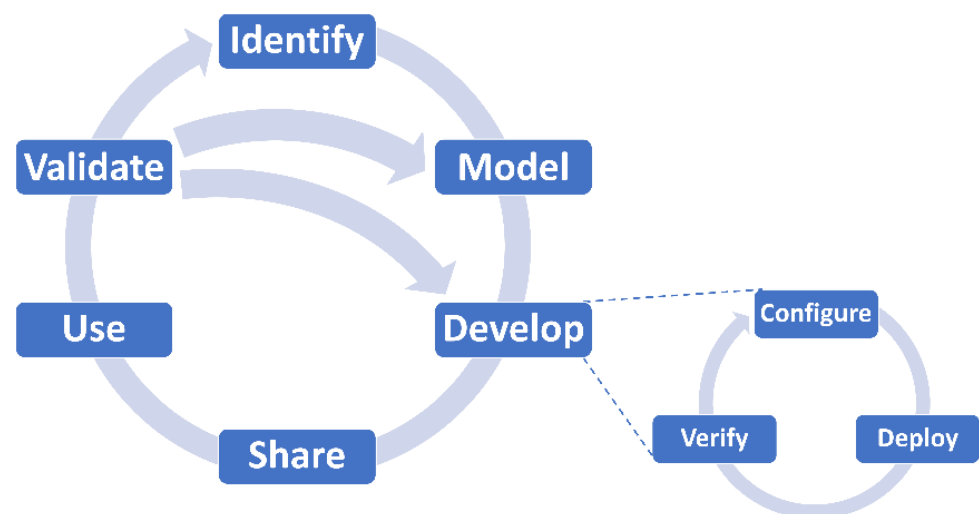 Identify
Validate
Model
Use
Develop
Share
Configure
Verify
Deploy